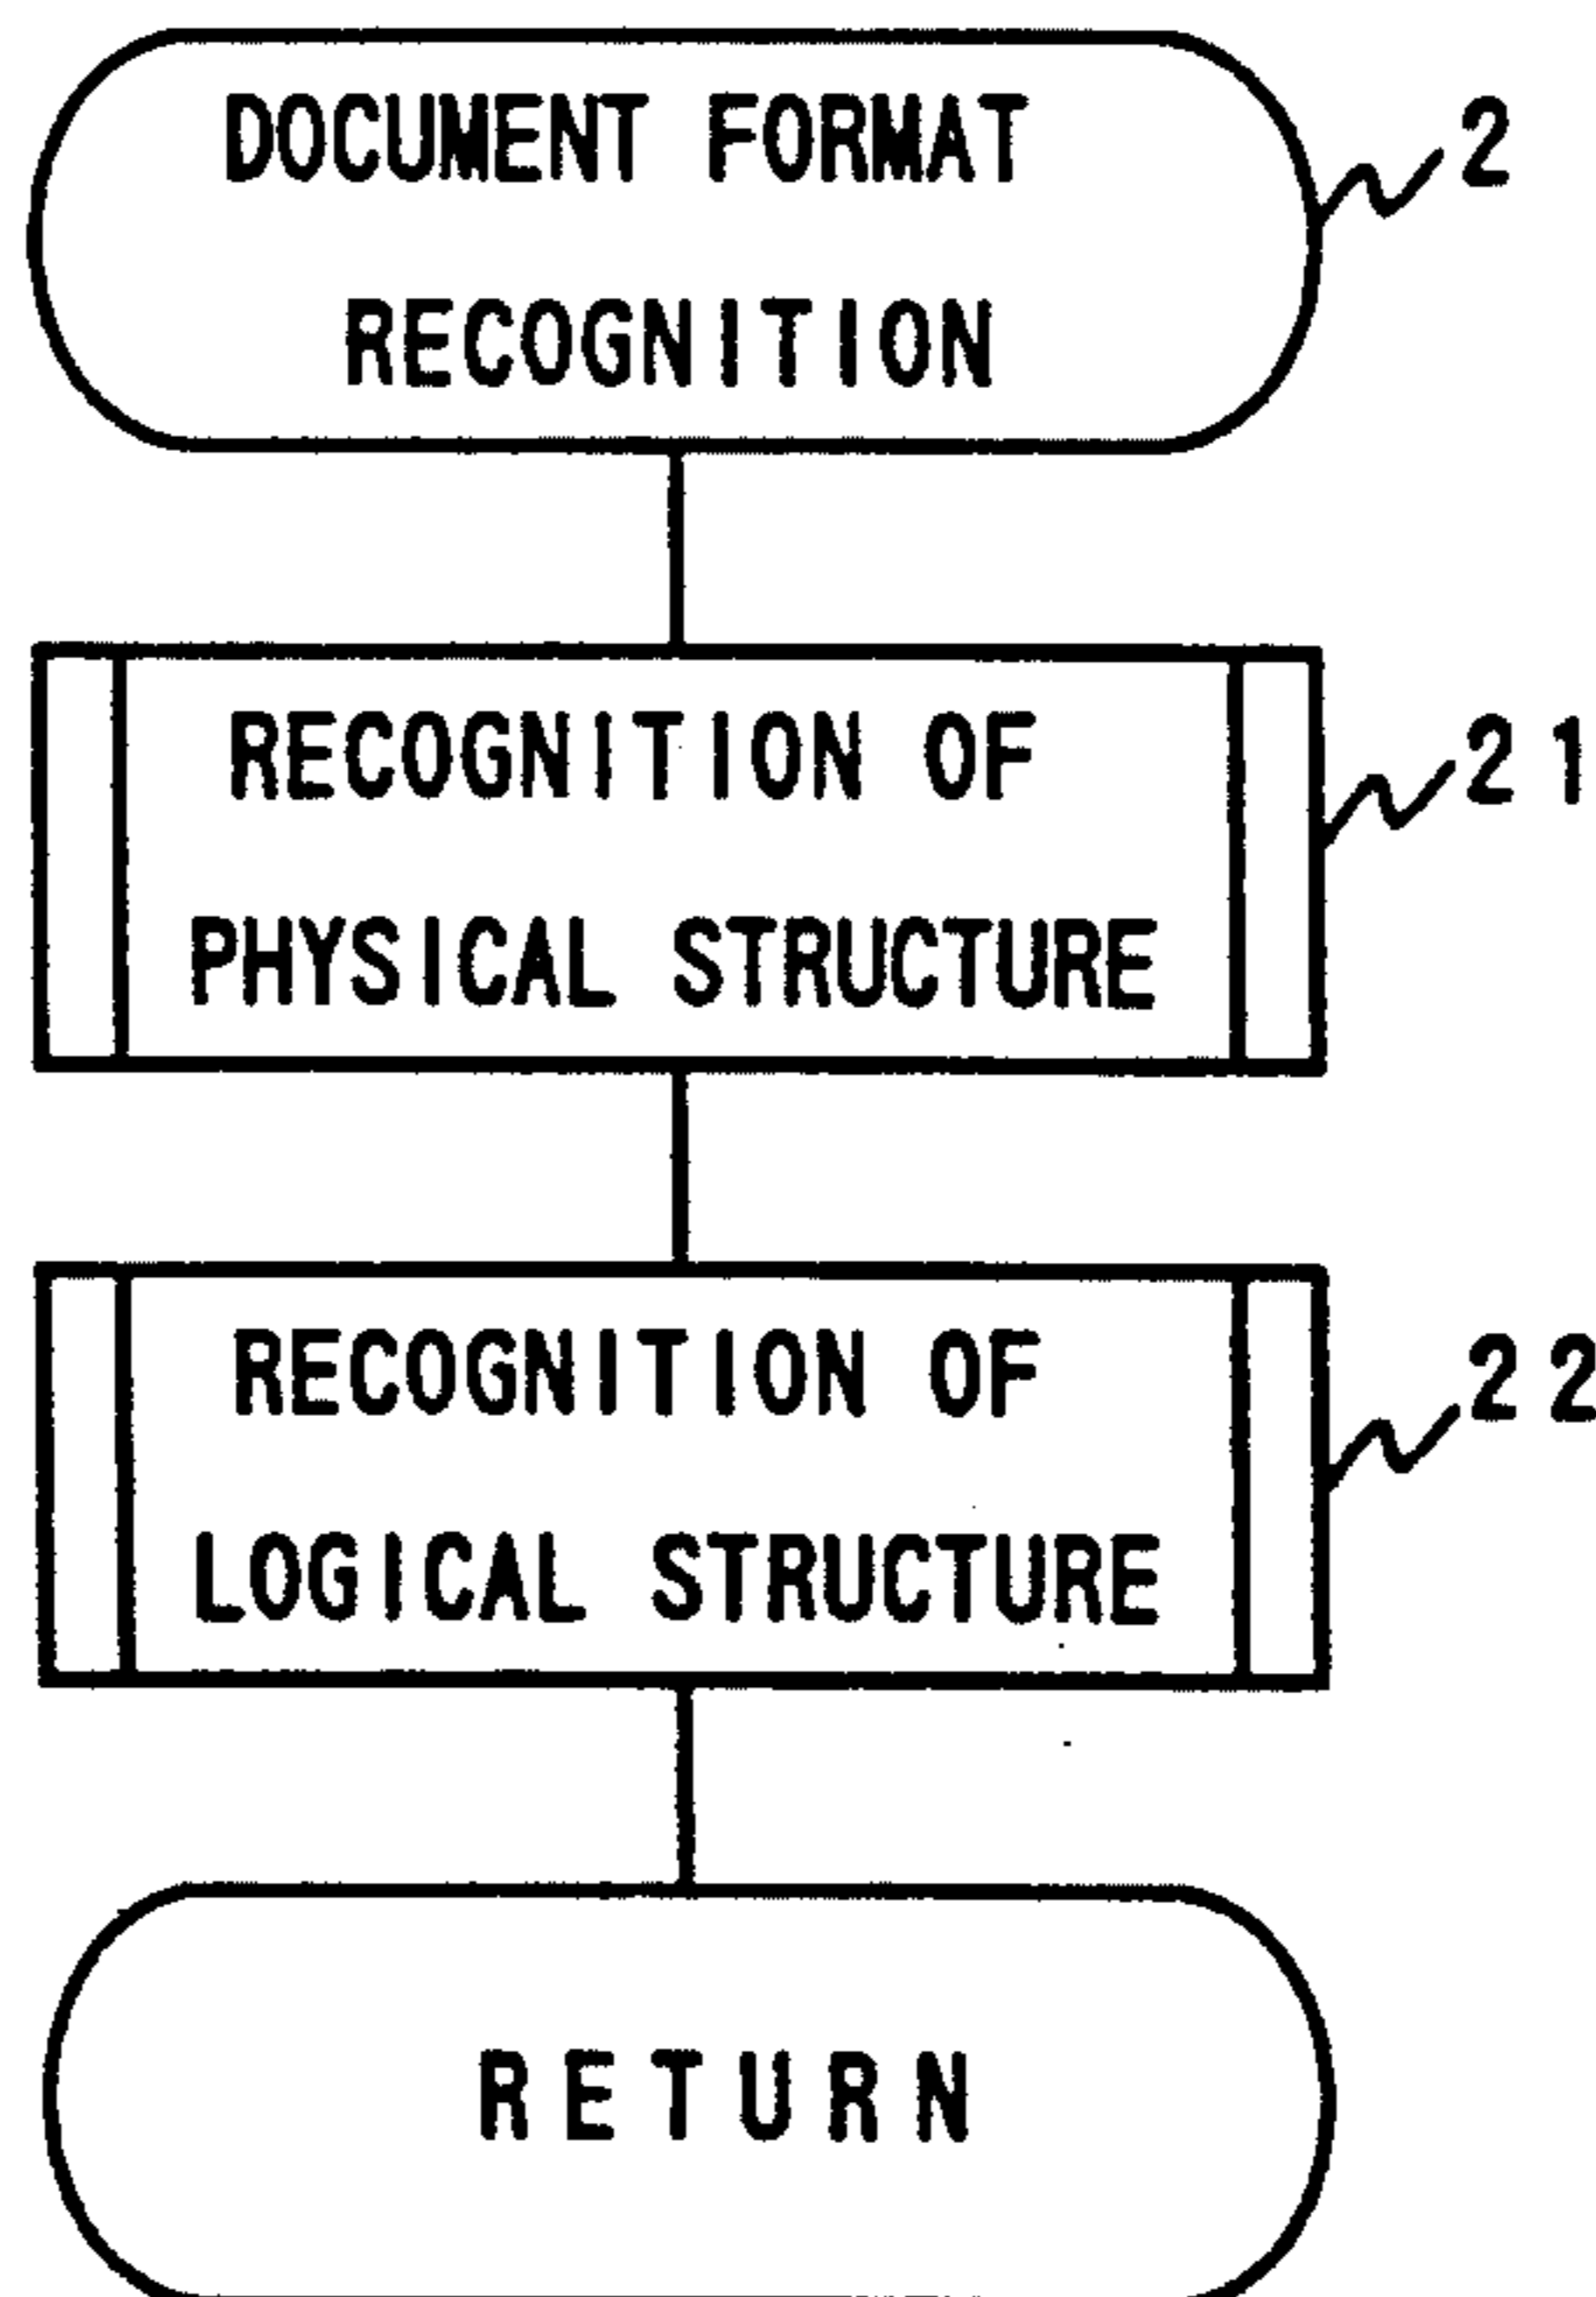 DOCUMENT FORMAT
RECOGNITION
2
RECOGNITION OF
PHYSICAL STRUCTURE
21
RECOGNITION OF
LOGICAL STRUCTURE
22
RETURN